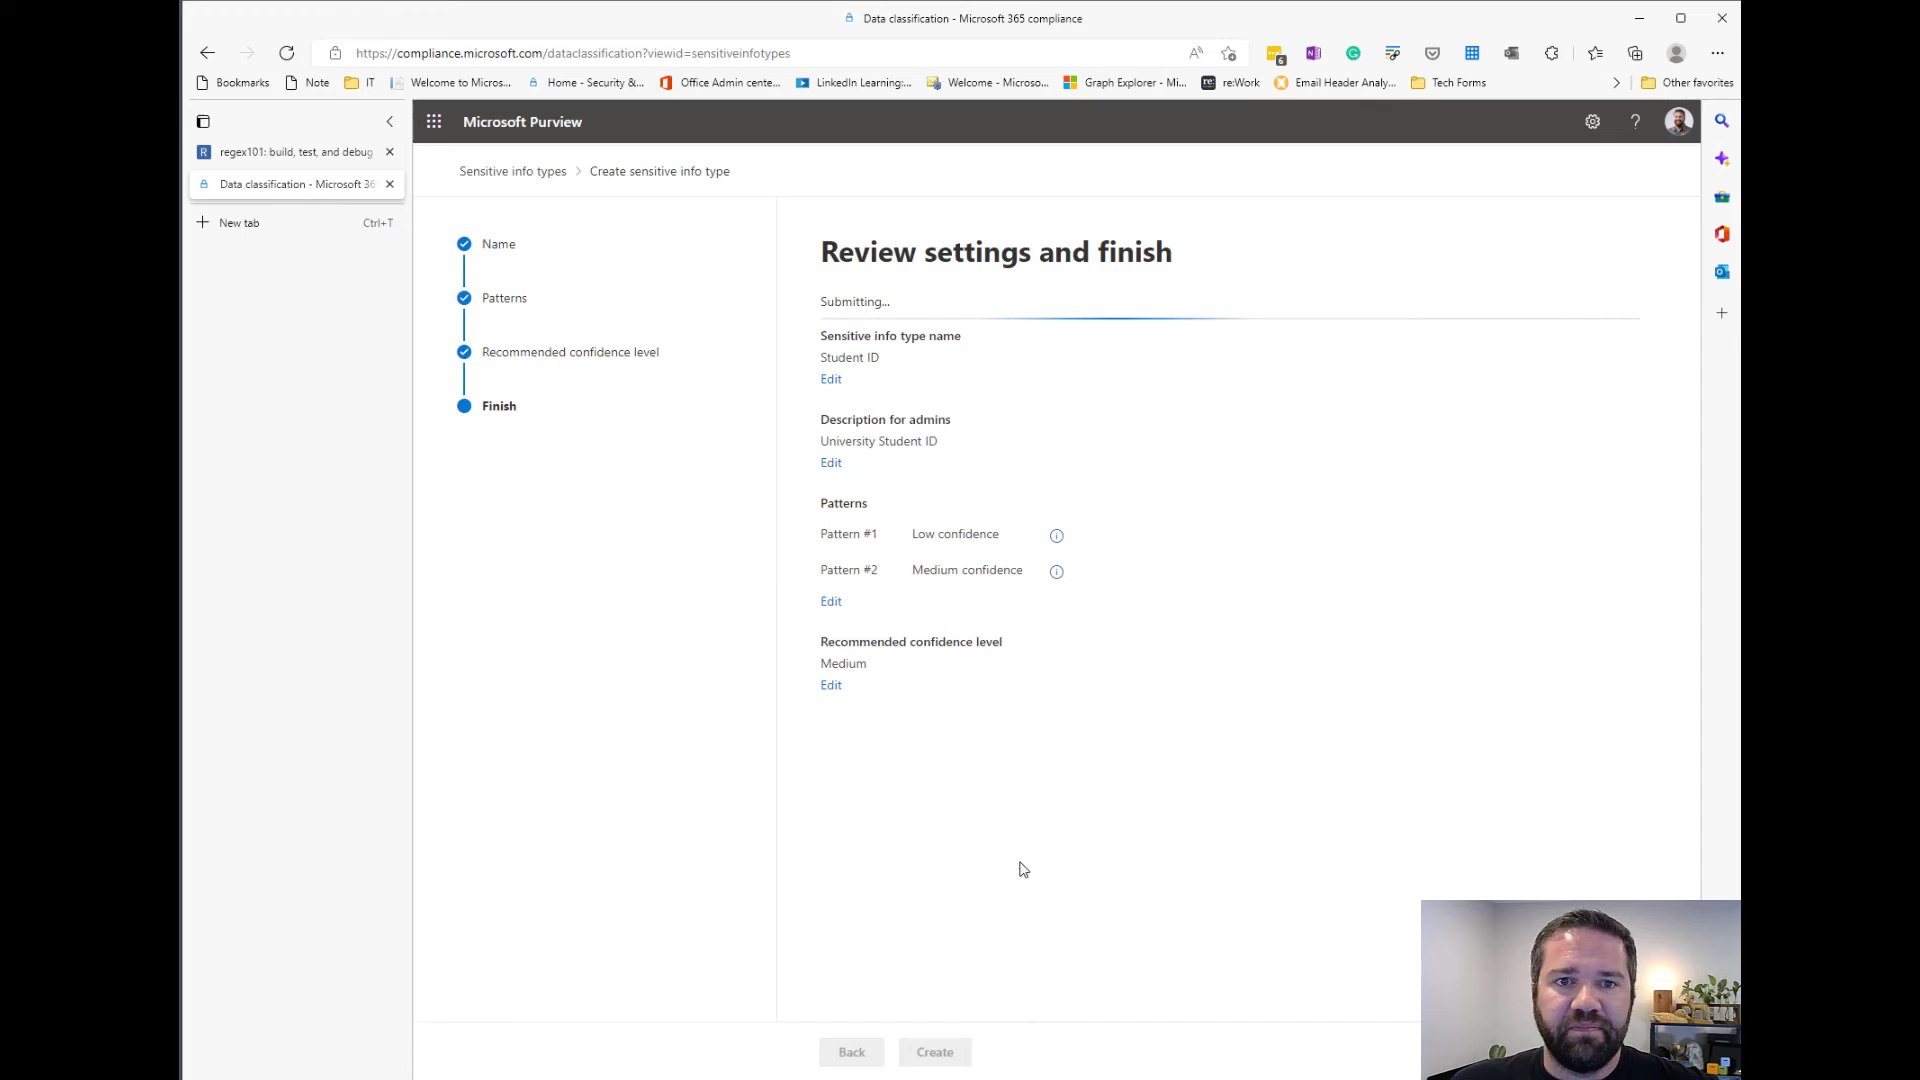 Data classification - Microsoft 365 compliance
https://compliance.microsoft.com/dataclassification?viewid=sensitiveinfotypes
6
Bookmarks
Note
IT
Welcome to Micros...
Home - Security &...
Office Admin cente...
LinkedIn Learning:...
Welcome - Microso...
Graph Explorer - Mi...
re:Work
Email Header Analy...
Tech Forms
Other favorites
Microsoft Purview
regex101: build, test, and debug
Data classification - Microsoft 36
New tab
Ctrl+T
Sensitive info types > Create sensitive info type
Name
Patterns
Recommended confidence level
Finish
Review settings and finish
Submitting...
Sensitive info type name
Student ID
Edit
Description for admins
University Student ID
Edit
Patterns
Pattern #1 Low confidence
Pattern #2 Medium confidence
Edit
Recommended confidence level
Medium
Edit
Back
Create